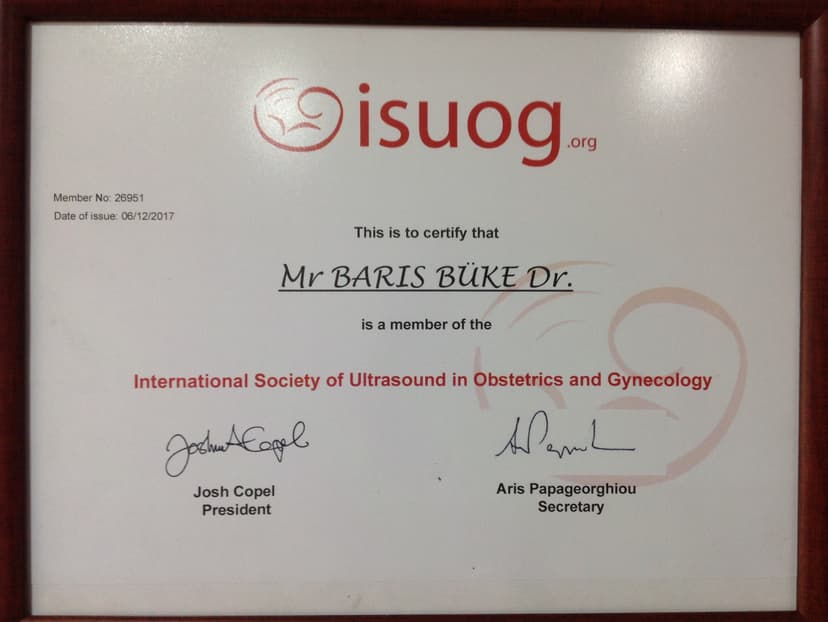 isuog.org
Member No: 26951
Date of issue: 06/12/2017
This is to certify that
Mr BARIS BÜKE Dr.
is a member of the
International Society of Ultrasound in Obstetrics and Gynecology
Joshua A Copel
Josh Copel
President
Aris Papageorghiou
Secretary